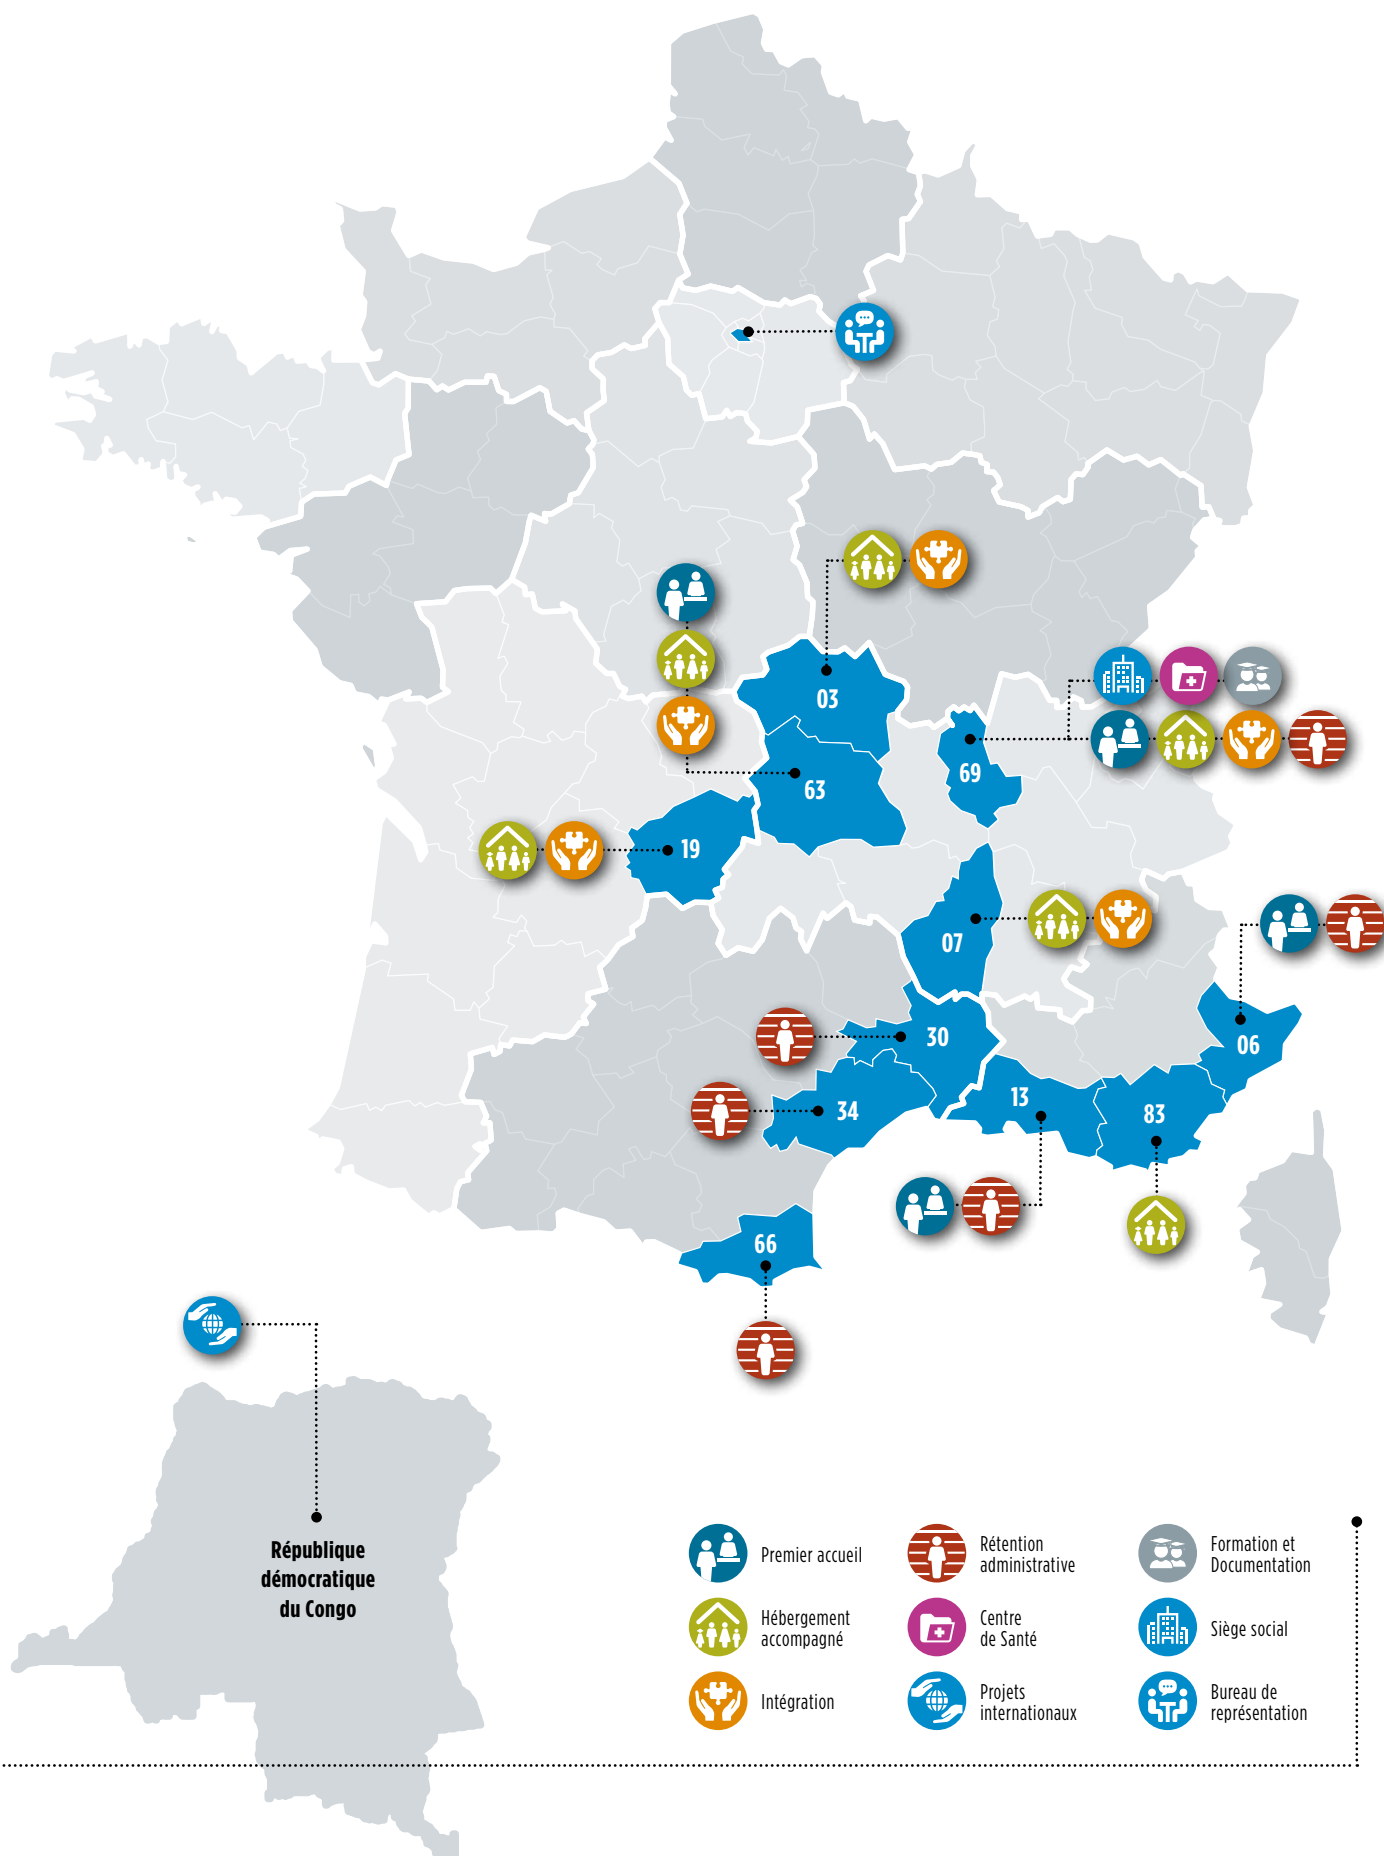 03
63
69
19
07
30
06
34
13
83
66
République
démocratique
du Congo
Premier accueil
Hébergement
accompagné
Intégration
Rétention
administrative
Centre
de Santé
Projets
internationaux
Formation et
Documentation
Siège social
Bureau de
représentation